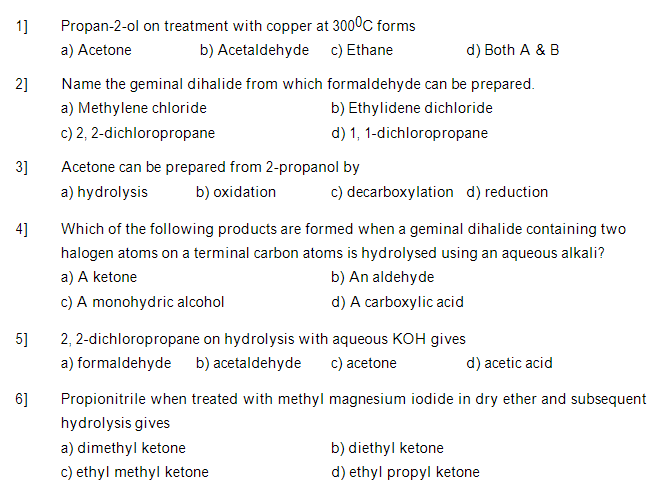 1] Propan-2-ol on treatment with copper at 300⁰C forms
a) Acetone b) Acetaldehyde c) Ethane d) Both A & B
2] Name the geminal dihalide from which formaldehyde can be prepared.
a) Methylene chloride b) Ethylidene dichloride
c) 2, 2-dichloropropane d) 1, 1-dichloropropane
3] Acetone can be prepared from 2-propanol by
a) hydrolysis b) oxidation c) decarboxylation d) reduction
4] Which of the following products are formed when a geminal dihalide containing two
halogen atoms on a terminal carbon atoms is hydrolysed using an aqueous alkali?
a) A ketone b) An aldehyde
c) A monohydric alcohol d) A carboxylic acid
5] 2, 2-dichloropropane on hydrolysis with aqueous KOH gives
a) formaldehyde b) acetaldehyde c) acetone d) acetic acid
6] Propionitrile when treated with methyl magnesium iodide in dry ether and subsequent
hydrolysis gives
a) dimethyl ketone b) diethyl ketone
c) ethyl methyl ketone d) ethyl propyl ketone